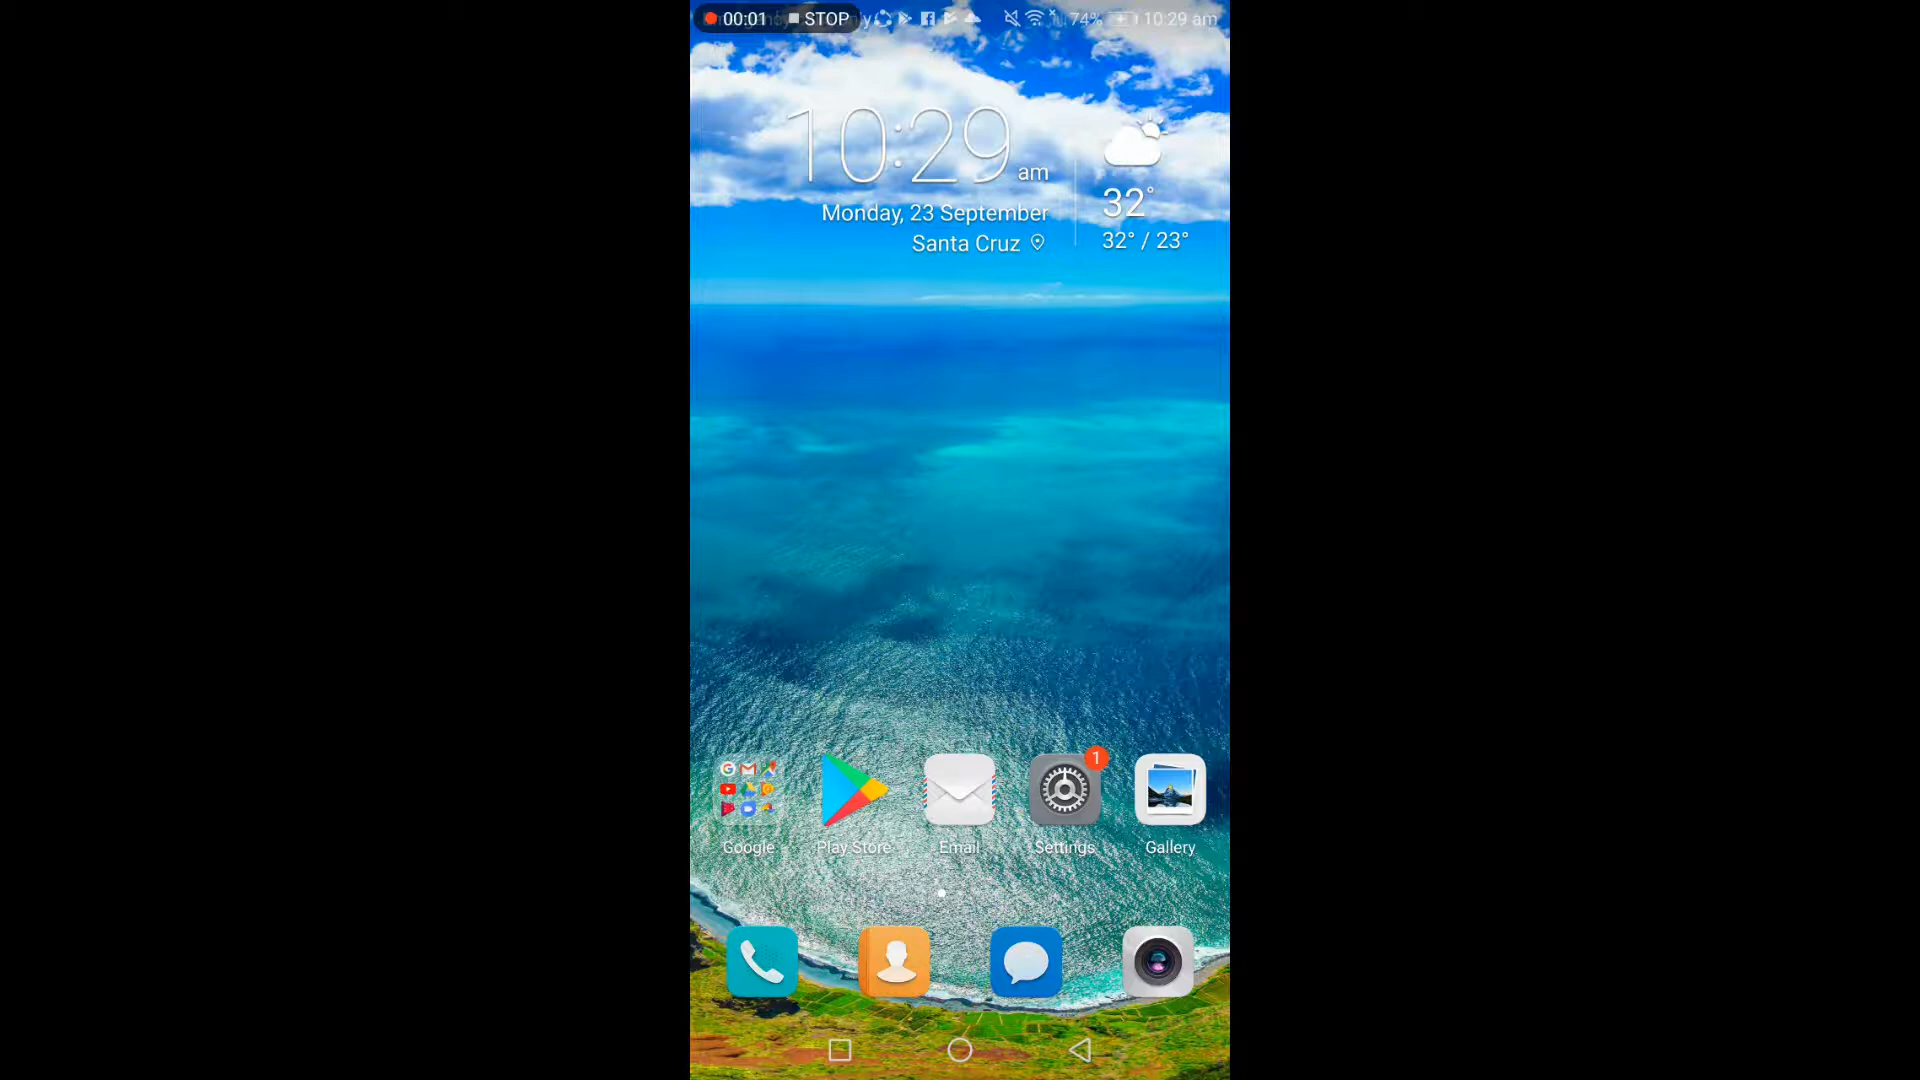 00:01 STOP 74% 10:29 am
10:29 am
Monday, 23 September
Santa Cruz
32°
32° / 23°
1
Google Play Store Email Settings Gallery